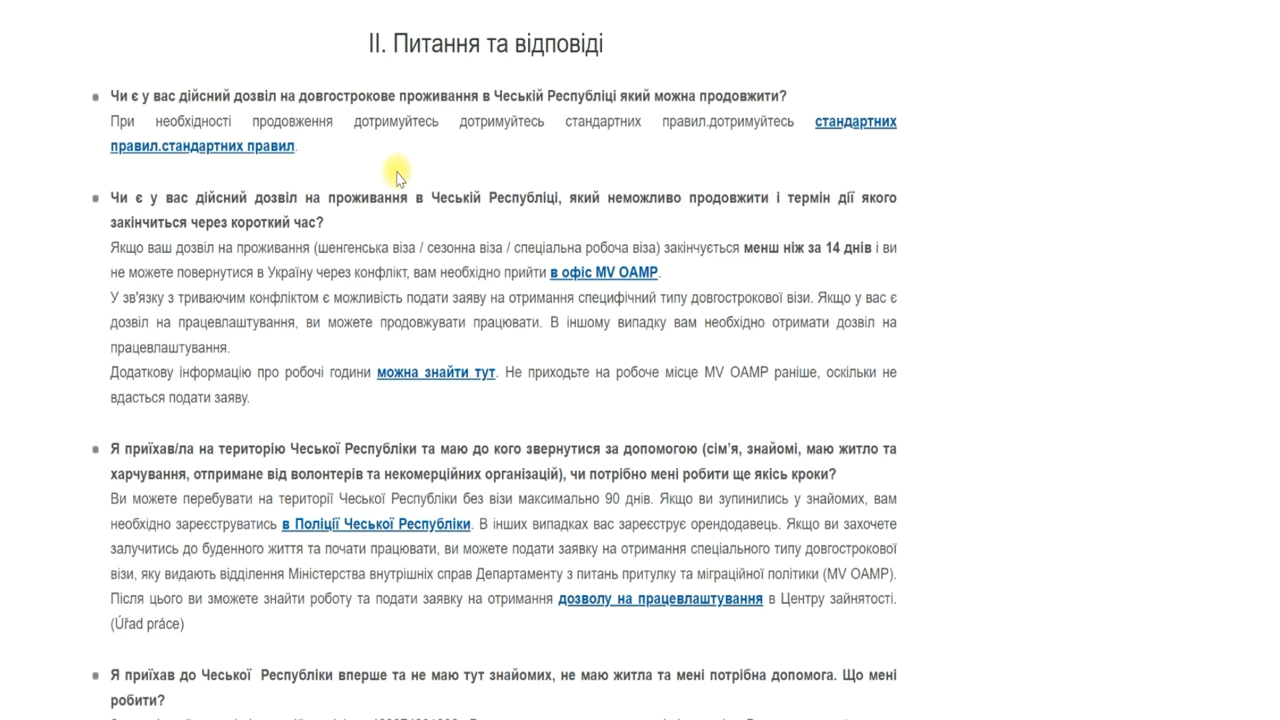 II. Питання та відповіді
Чи є у вас дійсний дозвіл на довгострокове проживання в Чеській Республіці який можна продовжити?
При необхідності продовження дотримуйтесь дотримуйтесь стандартних правил.дотримуйтесь стандартних
правил.стандартних правил.
Чи є у вас дійсний дозвіл на проживання в Чеській Республіці, який неможливо продовжити і термін дії якого
закінчиться через короткий час?
Якщо ваш дозвіл на проживання (шенгенська віза / сезонна віза / спеціальна робоча віза) закінчується менш ніж за 14 днів і ви
не можете повернутися в Україну через конфлікт, вам необхідно прийти в офіс MV OAMP.
У зв'язку з триваючим конфліктом є можливість подати заяву на отримання специфічний типу довгострокової візи. Якщо у вас є
дозвіл на працевлаштування, ви можете продовжувати працювати. В іншому випадку вам необхідно отримати дозвіл на
працевлаштування.
Додаткову інформацію про робочі години можна знайти тут. Не приходьте на робоче місце MV OAMP раніше, оскільки не
вдасться подати заяву.
Я приїхав/ла на територію Чеської Республіки та маю до кого звернутися за допомогою (сім'я, знайомі, маю житло та
харчування, отпримане від волонтерів та некомерційних організацій), чи потрібно мені робити ще якісь кроки?
Ви можете перебувати на території Чеської Республіки без візи максимально 90 днів. Якщо ви зупинились у знайомих, вам
необхідно зареєструватись в Поліції Чеської Республіки. В інших випадках вас зареєструє орендодавець. Якщо ви захочете
залучитись до буденного життя та почати працювати, ви можете подати заявку на отримання спеціального типу довгострокової
візи, яку видають відділення Міністерства внутрішніх справ Департаменту з питань притулку та міграційної політики (MV OAMP).
Після цього ви зможете знайти роботу та подати заявку на отримання дозволу на працевлаштування в Центру зайнятості.
(Úřad práce)
Я приїхав до Чеської Республіки вперше та не маю тут знайомих, не маю житла та мені потрібна допомога. Що мені
робити?